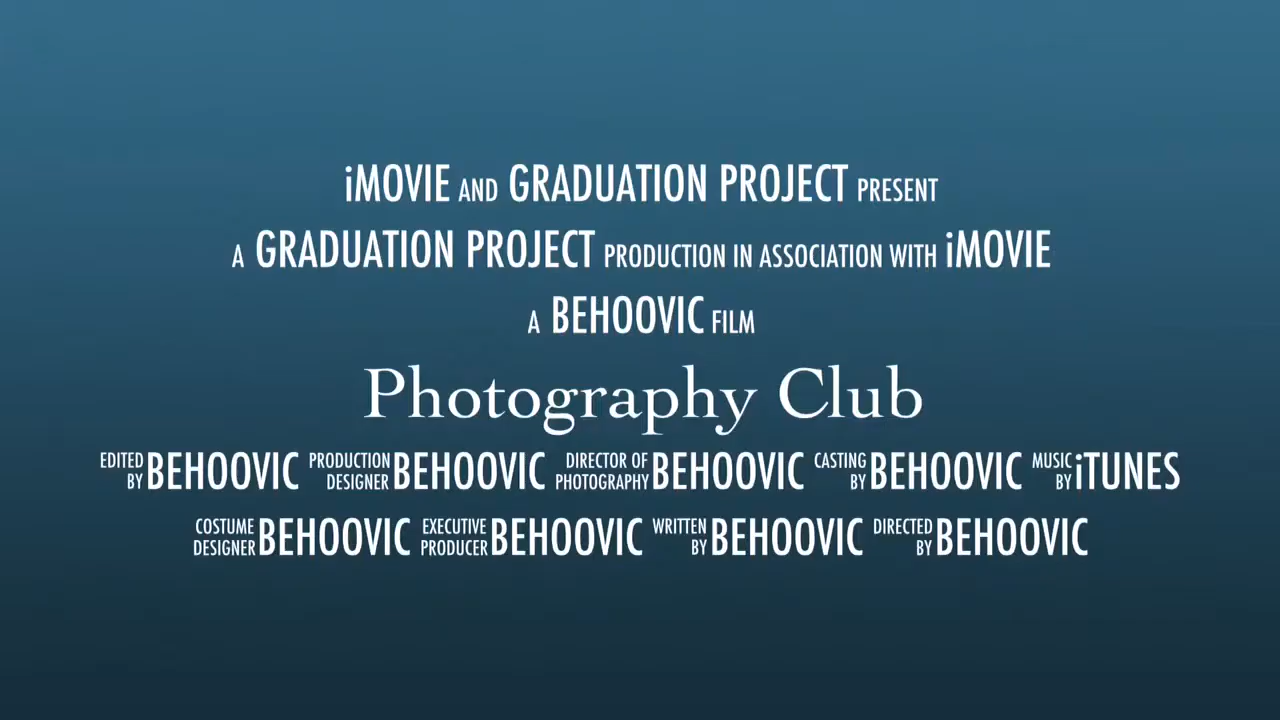 iMOVIE AND GRADUATION PROJECT PRESENT
A GRADUATION PROJECT PRODUCTION IN ASSOCIATION WITH iMOVIE
A BEHOOVIC FILM
Photography Club
EDITED BY BEHOOVIC PRODUCTION DESIGNER BEHOOVIC DIRECTOR OF PHOTOGRAPHY BEHOOVIC CASTING BY BEHOOVIC MUSIC BY iTUNES
COSTUME DESIGNER BEHOOVIC EXECUTIVE PRODUCER BEHOOVIC WRITTEN BY BEHOOVIC DIRECTED BY BEHOOVIC